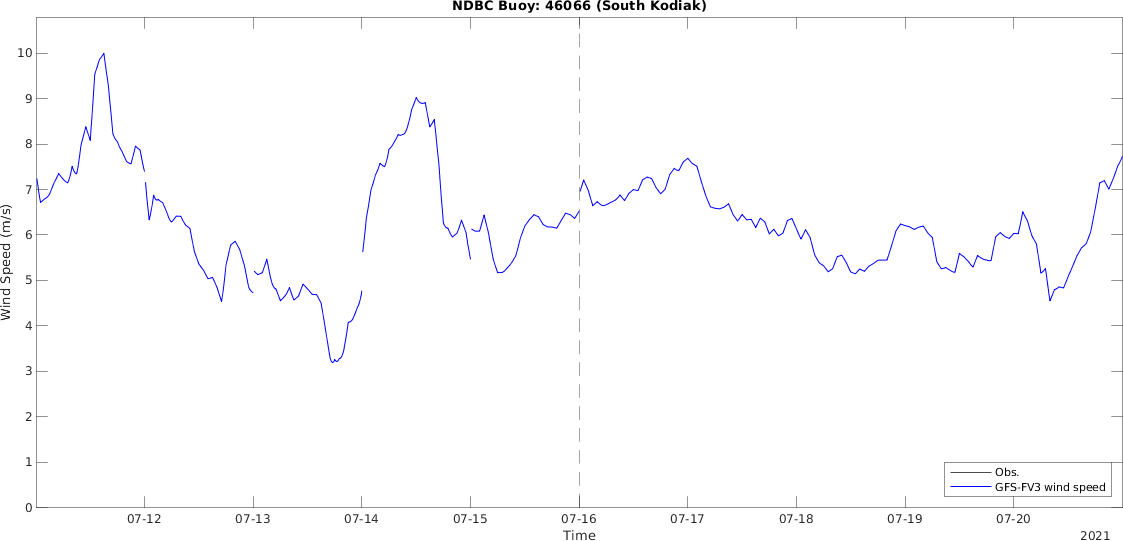 NDBC Buoy: 46066 (South Kodiak)
10
9
8
7
6
5
4
3
2
1
0
Wind Speed (m/s)
07-12 07-13 07-14 07-15 07-16 07-17 07-18 07-19 07-20
Time
2021
Obs.
GFS-FV3 wind speed